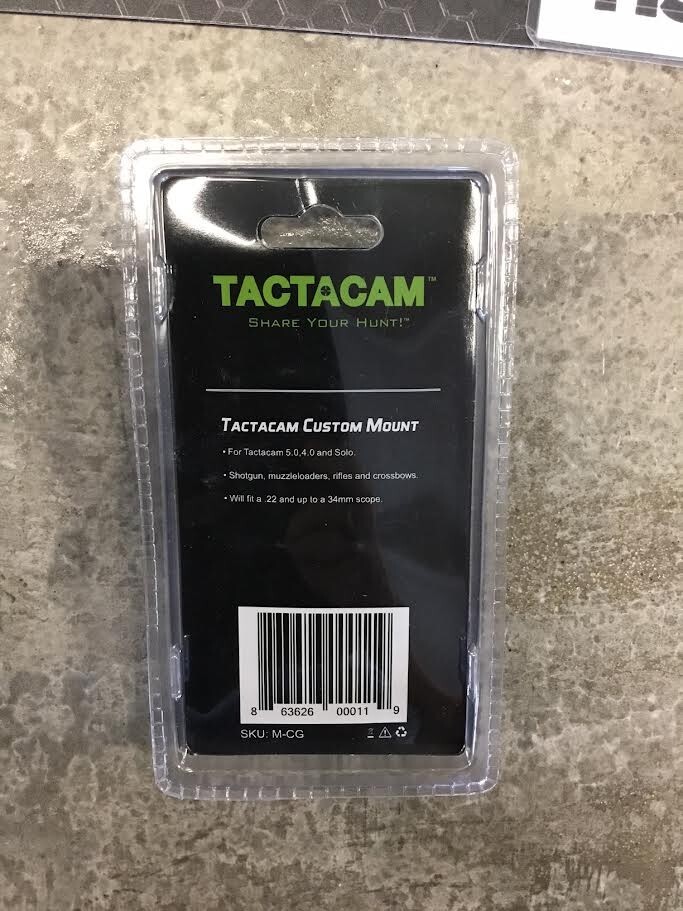 TACTACAM™
SHARE YOUR HUNT!™
TACTACAM CUSTOM MOUNT
• For Tactacam 5.0,4.0 and Solo.
• Shotgun, muzzleloaders, rifles and crossbows.
• Will fit a .22 and up to a 34mm scope.
8 63626 00011 9
SKU: M-CG